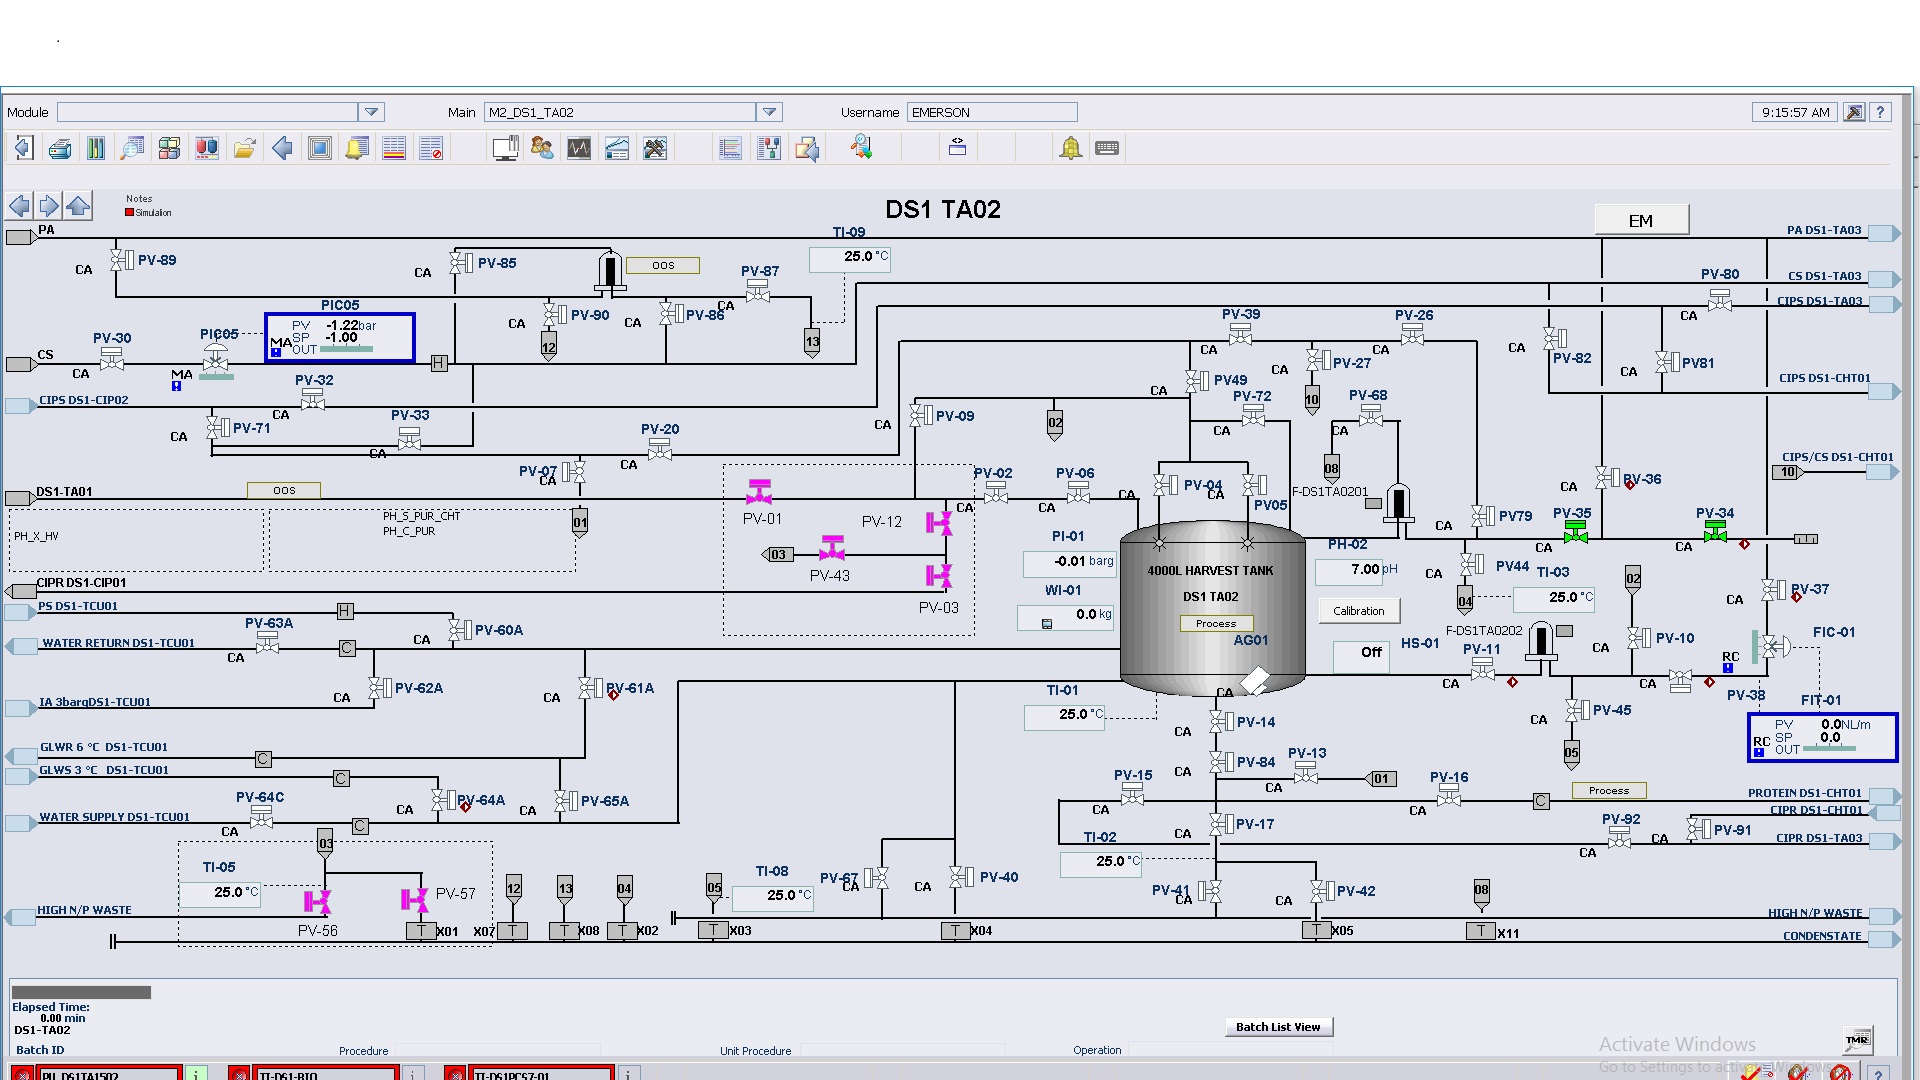 Module
Main M2_DS1_TA02
Username EMERSON
9:15:57 AM
?
Notes
Simulation
DS1 TA02
EM
PA
PA DS1-TA03
TI-09
25.0 °C
CA PV-89
CA PV-85
OOS
PV-87
CA
PV-80
CS DS1-TA03
CIPS DS1-TA03
CA
PIC05
PV -1.22 bar
SP -1.00
OUT
MA
CA PV-90
CA PV-86
12
13
PV-39
CA
PV-26
CA
PV-30
PIC05
CS
CA
MA
H
CA PV-27
10
CA PV-82
CA PV81
CIPS DS1-CHT01
CIPS DS1-CIP02
PV-32
CA
CA PV49
PV-72
CA
PV-68
CA
08
CA PV-71
PV-33
CA
CA PV-09
02
PV-20
CA
PV-07
CA
CIPS/CS DS1-CHT01
10
DS1-TA01
OOS
PV-01
PV-12
PV-02
CA
PV-06
CA
CA PV-04
CA PV05
F-DS1TA0201
CA PV-36
PH_X_HV
PH_S_PUR_CHT
PH_C_PUR
01
03
PV-43
PV-03
PI-01
-0.01 barg
WI-01
0.0 kg
4000L HARVEST TANK
DS1 TA02
Process
AG01
CA
PH-02
7.00 pH
Calibration
Off
HS-01
CA PV79
PV-35
CA
PV-34
CA
CA PV44
04
TI-03
25.0 °C
02
CA PV-37
CIPR DS1-CIP01
PS DS1-TCU01
H
PV-63A
CA
CA PV-60A
WATER RETURN DS1-TCU01
C
F-DS1TA0202
PV-11
CA
CA PV-10
CA
RC
FIC-01
PV-38
FIT-01
PV 0.0 NL/m
SP 0.0
OUT
RC
CA PV-62A
CA PV-61A
IA 3bargDS1-TCU01
TI-01
25.0 °C
CA PV-14
CA PV-45
05
GLWR 6 °C DS1-TCU01
C
GLWS 3 °C DS1-TCU01
C
CA PV-84
PV-13
CA
01
PV-15
CA
PV-16
CA
C
Process
PROTEIN DS1-CHT01
CIPR DS1-CHT01
PV-64C
CA
CA PV-64A
CA PV-65A
WATER SUPPLY DS1-TCU01
C
CA PV-17
PV-92
CA
CA PV-91
CIPR DS1-TA03
TI-02
25.0 °C
03
TI-05
25.0 °C
PV-56
PV-57
12
13
04
05
TI-08
25.0 °C
PV-67
CA
CA PV-40
PV-41
CA
CA PV-42
08
HIGH N/P WASTE
HIGH N/P WASTE
T X01
X07 T
T X08
T X02
T X03
T X04
T X05
T X11
CONDENSTATE
Elapsed Time:
0.00 min
DS1-TA02
Batch List View
TMR
Batch ID
Procedure
Unit Procedure
Operation
Activate Windows
Go to Settings to activate Windows.
PIL_DS1TA1502
i
TT-DS1-RTO
i
TT-DS1PCS7-01
i
?